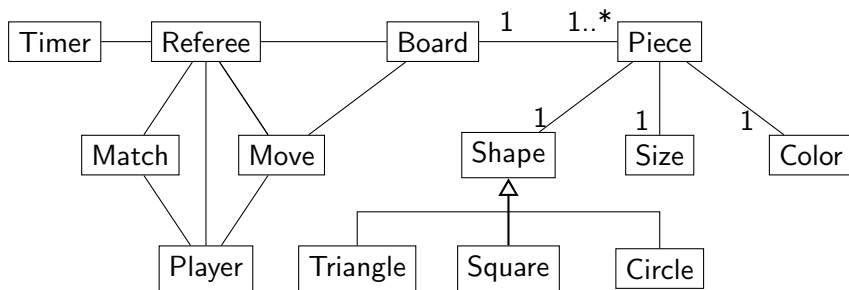 Timer
Referee
Board
1
1..*
Piece
Match
Move
1
Shape
1
Size
1
Color
Player
Triangle
Square
Circle